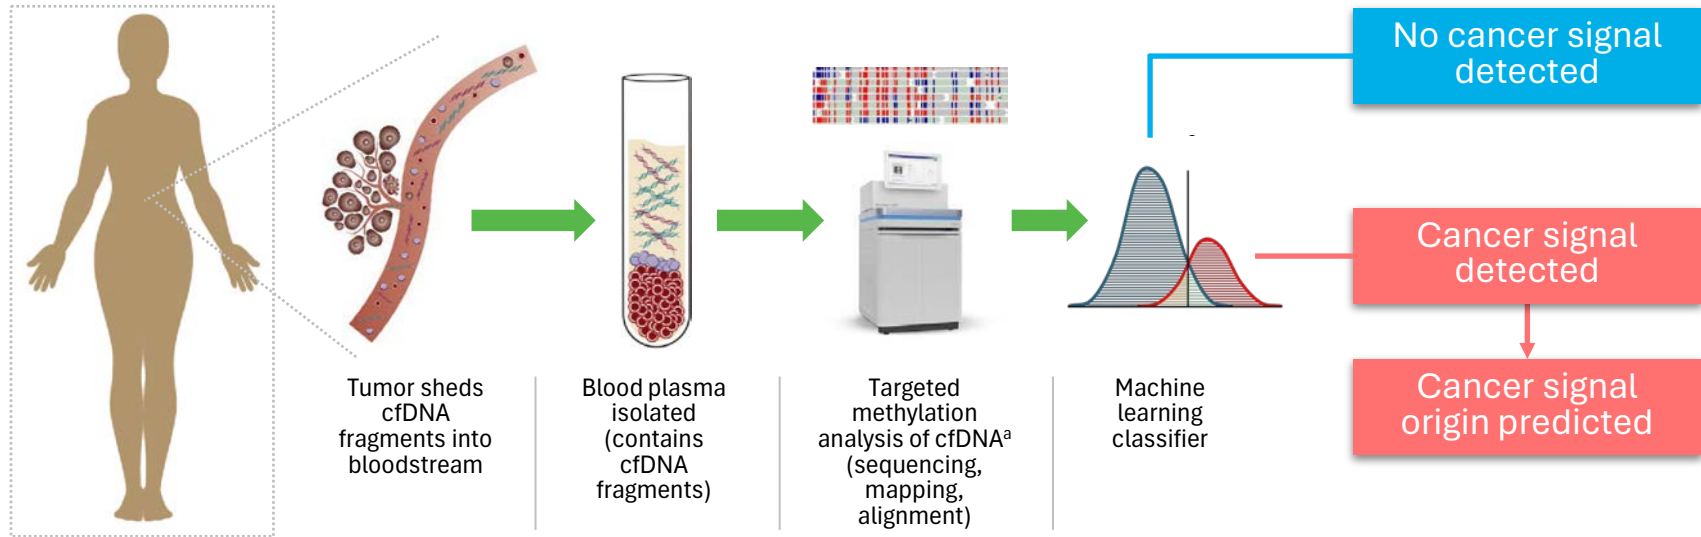 No cancer signal
detected
Cancer signal
detected
Cancer signal
origin predicted
Tumor sheds
cfDNA
fragments into
bloodstream
Blood plasma
isolated
(contains
cfDNA
fragments)
Targeted
methylation
analysis of cfDNAᵃ
(sequencing,
mapping,
alignment)
Machine
learning
classifier